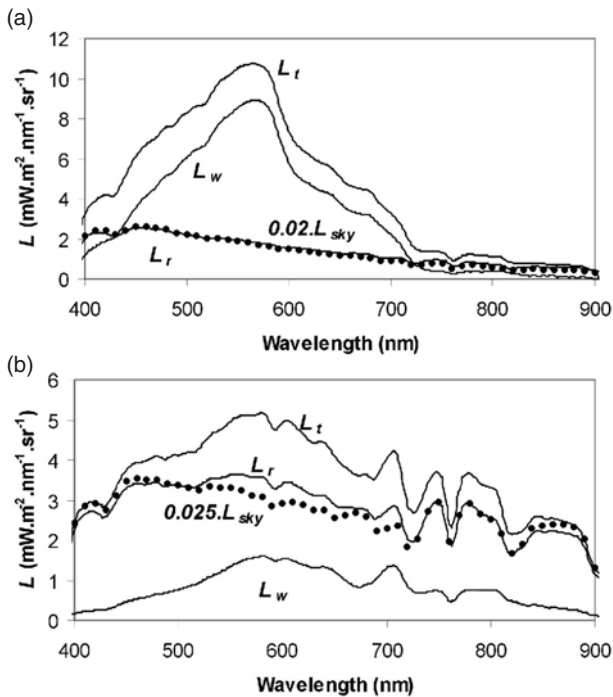 (a)
12
10
8
6
4
2
0
L (mW.m².nm⁻¹.sr⁻¹)
L t
L w
0.02.L sky
L r
400 500 600 700 800 900
Wavelength (nm)
(b)
6
5
4
3
2
1
0
L (mW.m².nm⁻¹.sr⁻¹)
L t
L r
0.025.L sky
L w
400 500 600 700 800 900
Wavelength (nm)